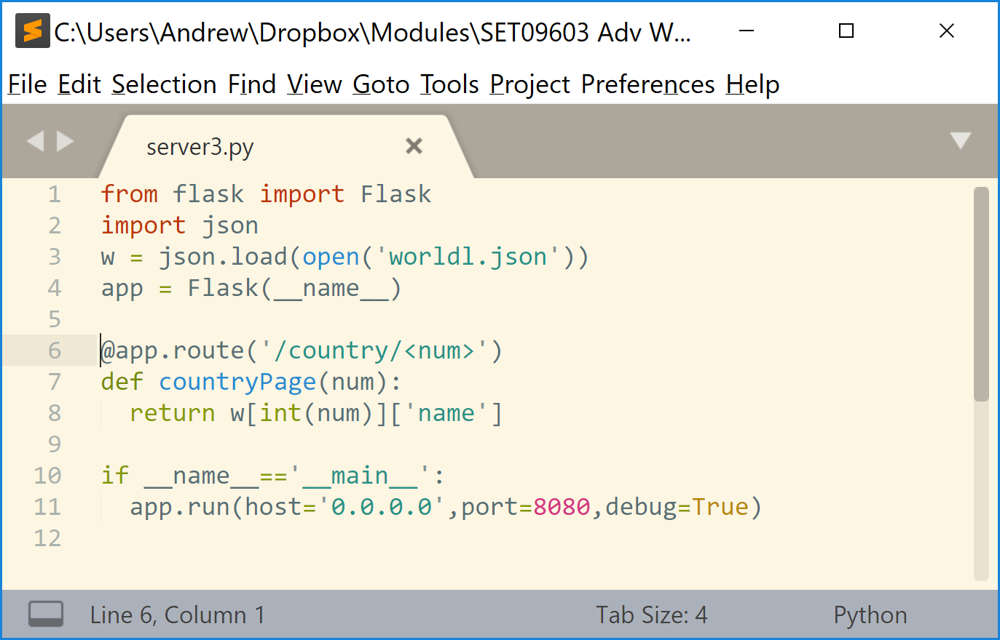 C:\Users\Andrew\Dropbox\Modules\SET09603 Adv W...
File Edit Selection Find View Goto Tools Project Preferences Help
server3.py
1 from flask import Flask
2 import json
3 w = json.load(open('worldl.json'))
4 app = Flask(__name__)
5
6 @app.route('/country/<num>')
7 def countryPage(num):
8   return w[int(num)]['name']
9
10 if __name__=='__main__':
11   app.run(host='0.0.0.0',port=8080,debug=True)
12
Line 6, Column 1 Tab Size: 4 Python